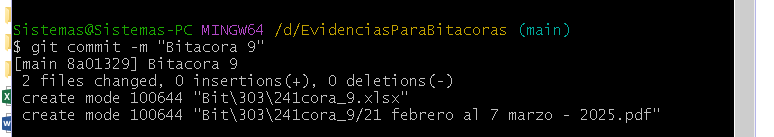 Sistemas@Sistemas-PC MINGW64 /d/EvidenciasParaBitacoras (main)
$ git commit -m "Bitacora 9"
[main 8a01329] Bitacora 9
 2 files changed, 0 insertions(+), 0 deletions(-)
 create mode 100644 "Bit\303\241cora_9.xlsx"
 create mode 100644 "Bit\303\241cora_9/21 febrero al 7 marzo - 2025.pdf"